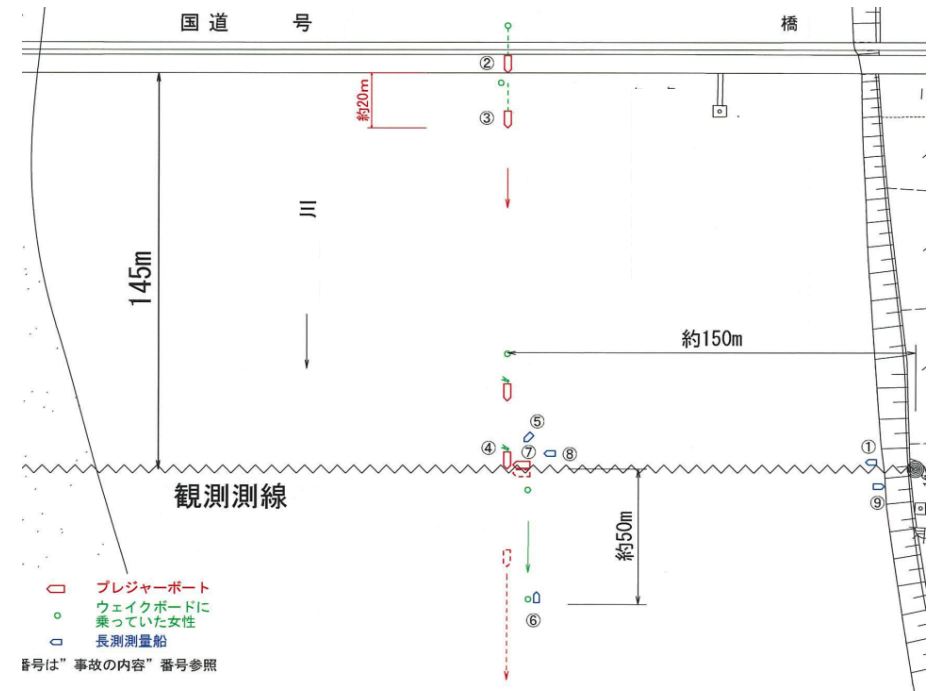 国道 号 橋
②
約20m
③
川
145m
約150m
⑤
④
⑦
⑧
①
観測測線
⑨
約50m
プレジャーボート
ウェイクボードに
乗っていた女性
⑥
長測測量船
番号は”事故の内容”番号参照